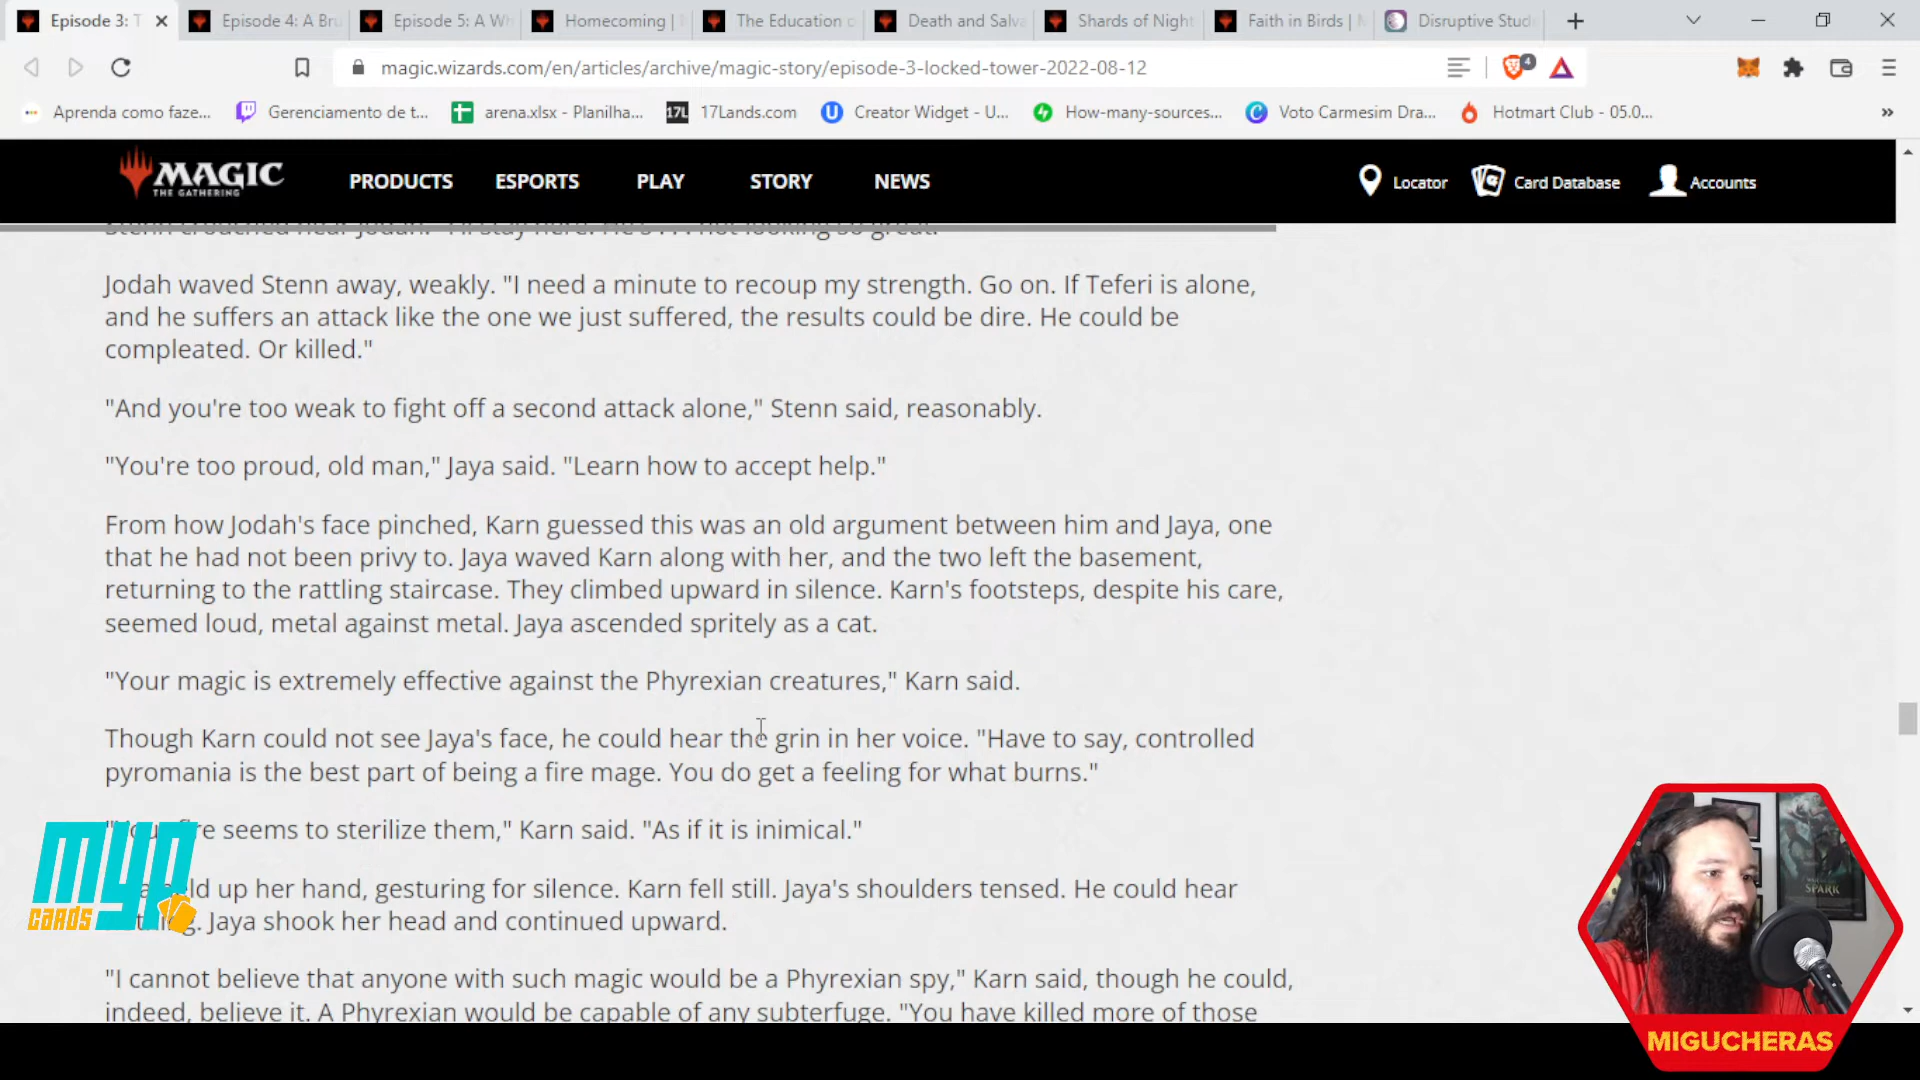 Episode 3: T
Episode 4: A Bru
Episode 5: A Wh
Homecoming |
The Education o
Death and Salva
Shards of Night
Faith in Birds | M
Disruptive Stud
magic.wizards.com/en/articles/archive/magic-story/episode-3-locked-tower-2022-08-12
4
Aprenda como faze...
Gerenciamento de t...
arena.xlsx - Planilha...
17L 17Lands.com
U Creator Widget - U...
How-many-sources...
C Voto Carmesim Dra...
Hotmart Club - 05.0...
»
MAGIC
THE GATHERING
PRODUCTS
ESPORTS
PLAY
STORY
NEWS
Locator
Card Database
Accounts
Stenn crouched near Jodah. "I'll stay here. He's . . . not looking so great."
Jodah waved Stenn away, weakly. "I need a minute to recoup my strength. Go on. If Teferi is alone,
and he suffers an attack like the one we just suffered, the results could be dire. He could be
compleated. Or killed."
"And you're too weak to fight off a second attack alone," Stenn said, reasonably.
"You're too proud, old man," Jaya said. "Learn how to accept help."
From how Jodah's face pinched, Karn guessed this was an old argument between him and Jaya, one
that he had not been privy to. Jaya waved Karn along with her, and the two left the basement,
returning to the rattling staircase. They climbed upward in silence. Karn's footsteps, despite his care,
seemed loud, metal against metal. Jaya ascended spritely as a cat.
"Your magic is extremely effective against the Phyrexian creatures," Karn said.
Though Karn could not see Jaya's face, he could hear the grin in her voice. "Have to say, controlled
pyromania is the best part of being a fire mage. You do get a feeling for what burns."
fire seems to sterilize them," Karn said. "As if it is inimical."
held up her hand, gesturing for silence. Karn fell still. Jaya's shoulders tensed. He could hear
Jaya shook her head and continued upward.
"I cannot believe that anyone with such magic would be a Phyrexian spy," Karn said, though he could,
indeed, believe it. A Phyrexian would be capable of any subterfuge. "You have killed more of those
myp
CARDS
SPARK
MIGUCHERAS